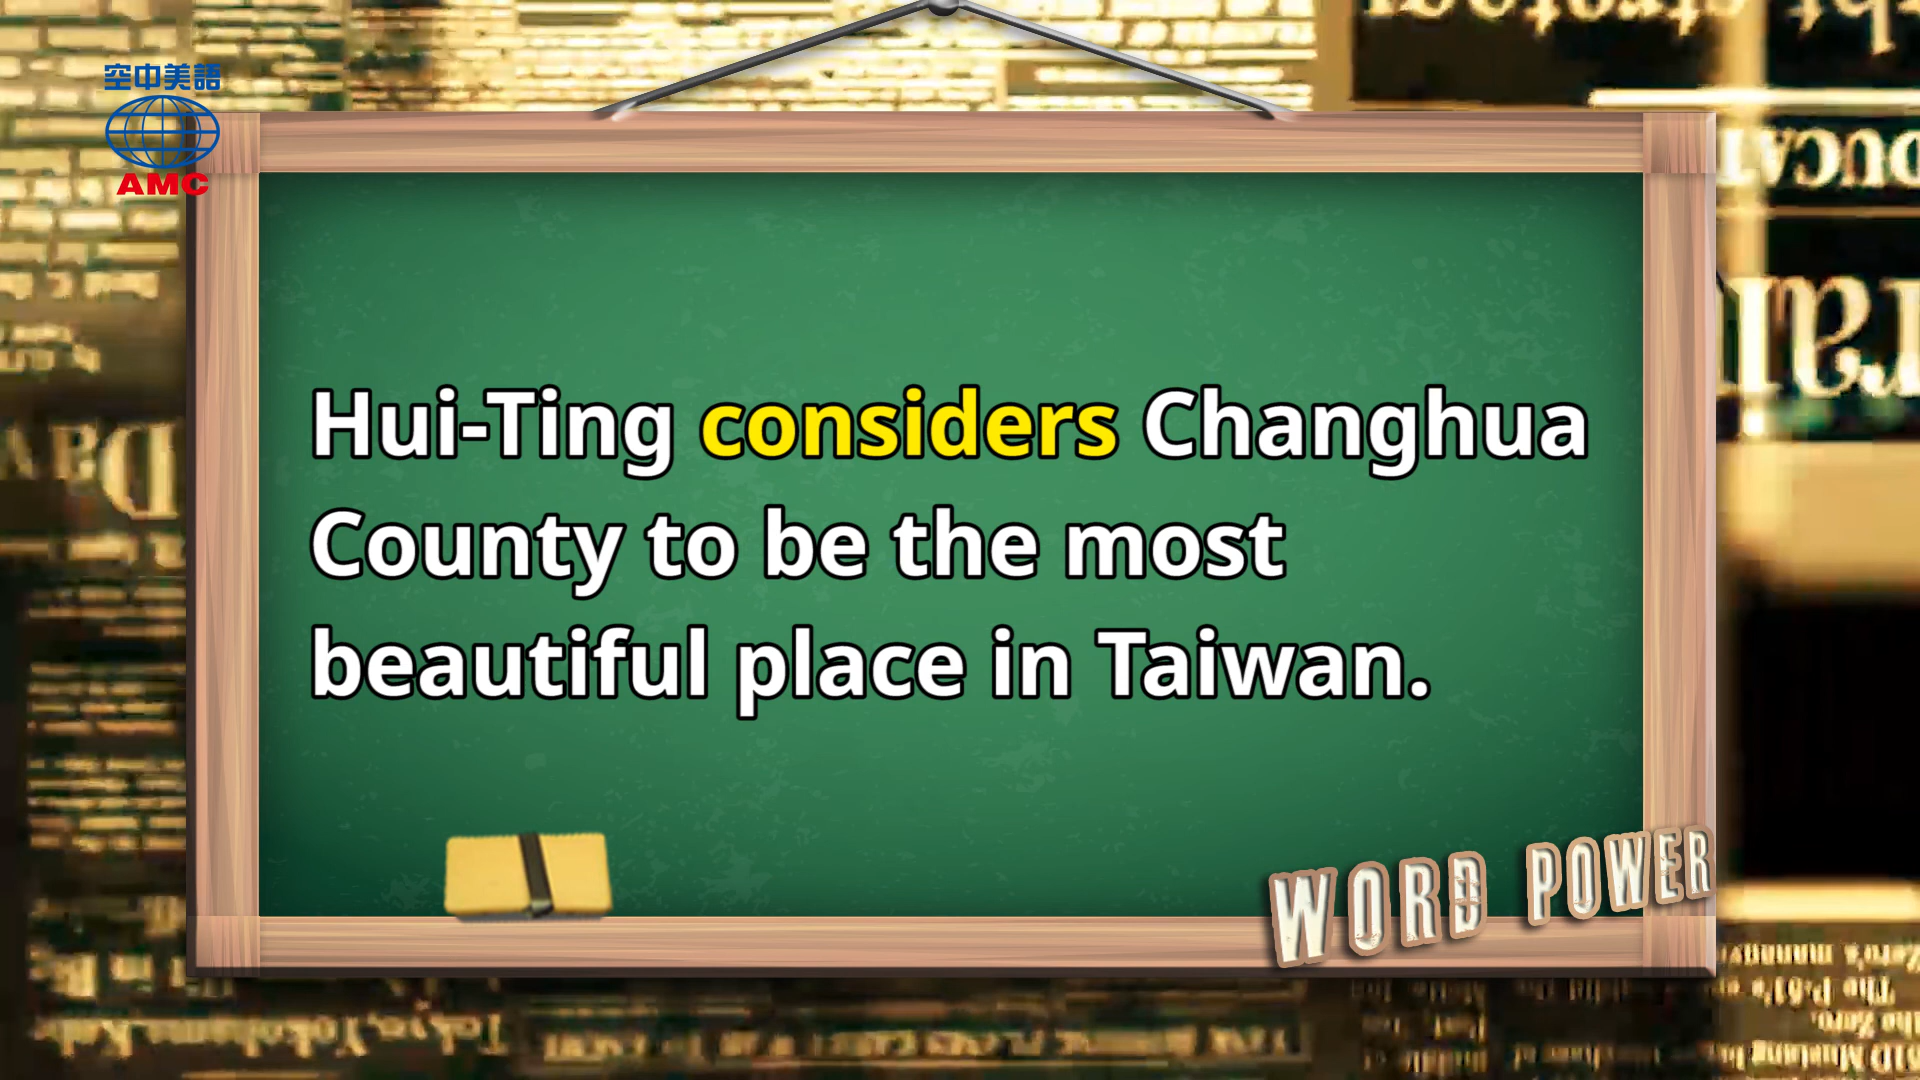 空中美語
AMC
Hui-Ting considers Changhua
County to be the most
beautiful place in Taiwan.
WORD POWER